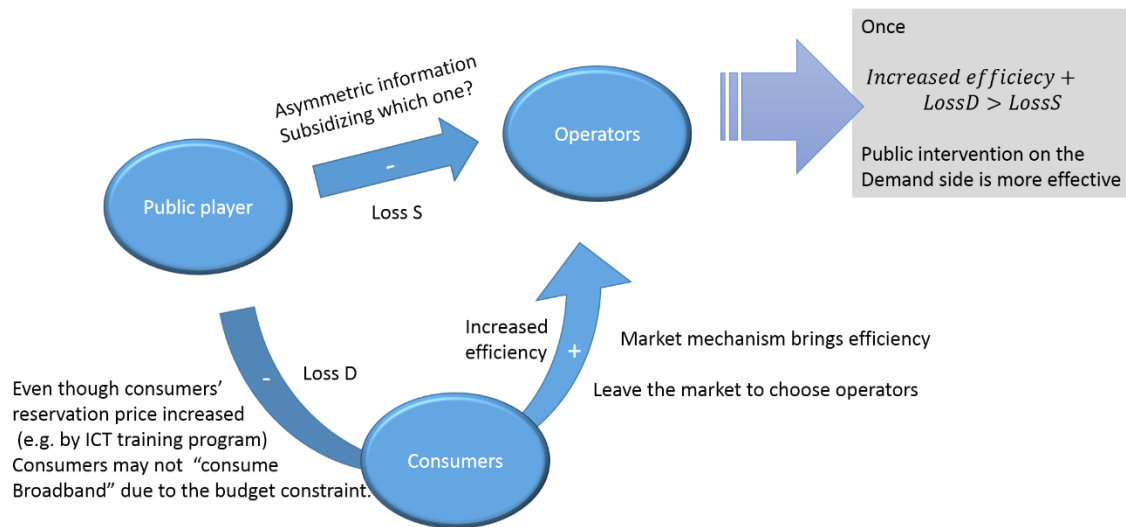 Once
Increased efficiecy +
LossD > LossS
Public intervention on the
Demand side is more effective
Asymmetric information
Subsidizing which one?
-
Loss S
Operators
Public player
Increased
efficiency
+
Market mechanism brings efficiency
Leave the market to choose operators
-
Loss D
Even though consumers’
reservation price increased
(e.g. by ICT training program)
Consumers may not “consume
Broadband” due to the budget constraint.
Consumers